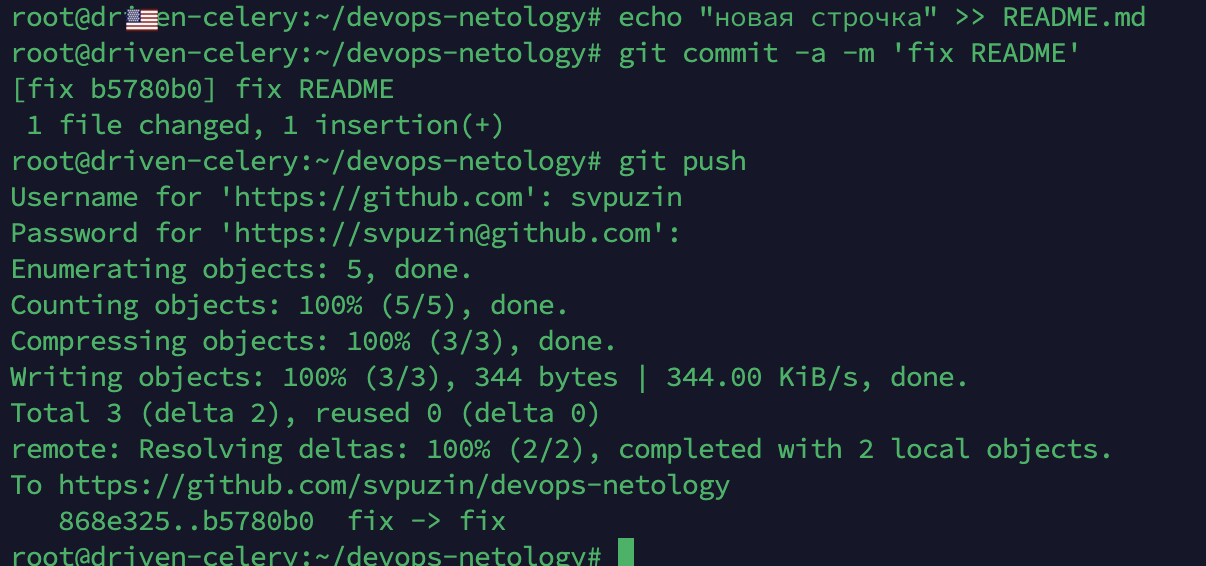 root@driven-celery:~/devops-netology# echo "новая строчка" >> README.md
root@driven-celery:~/devops-netology# git commit -a -m 'fix README'
[fix b5780b0] fix README
 1 file changed, 1 insertion(+)
root@driven-celery:~/devops-netology# git push
Username for 'https://github.com': svpuzin
Password for 'https://svpuzin@github.com':
Enumerating objects: 5, done.
Counting objects: 100% (5/5), done.
Compressing objects: 100% (3/3), done.
Writing objects: 100% (3/3), 344 bytes | 344.00 KiB/s, done.
Total 3 (delta 2), reused 0 (delta 0)
remote: Resolving deltas: 100% (2/2), completed with 2 local objects.
To https://github.com/svpuzin/devops-netology
   868e325..b5780b0  fix -> fix
root@driven-celery:~/devops-netology#